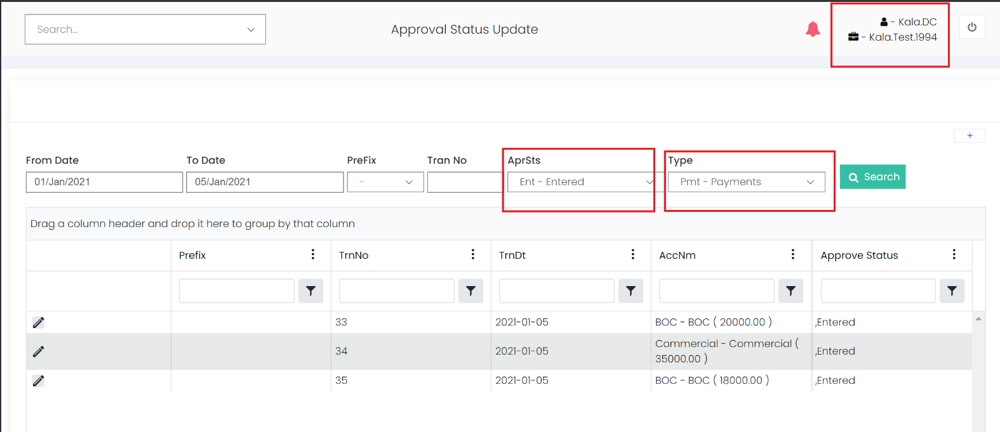 Search...
Approval Status Update
- Kala.DC
- Kala.Test.1994
+
From Date
To Date
PreFix
Tran No
AprSts
Type
01/Jan/2021
05/Jan/2021
-
Ent - Entered
Pmt - Payments
Search
Drag a column header and drop it here to group by that column
Prefix
TrnNo
TrnDt
AccNm
Approve Status
33
2021-01-05
BOC - BOC ( 20000.00 )
,Entered
34
2021-01-05
Commercial - Commercial (
35000.00 )
,Entered
35
2021-01-05
BOC - BOC ( 18000.00 )
,Entered